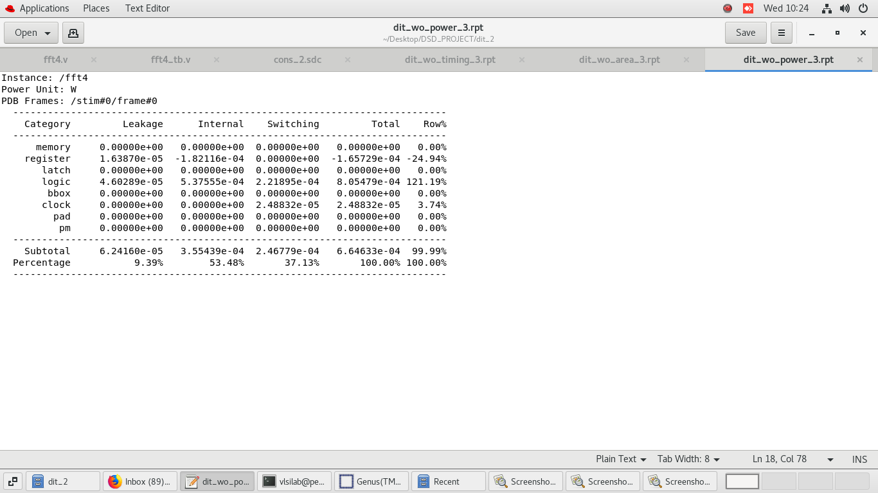 Applications Places Text Editor Wed 10:24
Open dit_wo_power_3.rpt Save
~/Desktop/DSD_PROJECT/dit_2
fft4.v × fft4_tb.v × cons_2.sdc × dit_wo_timing_3.rpt × dit_wo_area_3.rpt × dit_wo_power_3.rpt ×
Instance: /fft4
Power Unit: W
PDB Frames: /stim#0/frame#0
---------------------------------------------------------------------------
Category Leakage Internal Switching Total Row%
---------------------------------------------------------------------------
memory 0.00000e+00 0.00000e+00 0.00000e+00 0.00000e+00 0.00%
register 1.63870e-05 -1.82116e-04 0.00000e+00 -1.65729e-04 -24.94%
latch 0.00000e+00 0.00000e+00 0.00000e+00 0.00000e+00 0.00%
logic 4.60289e-05 5.37555e-04 2.21895e-04 8.05479e-04 121.19%
bbox 0.00000e+00 0.00000e+00 0.00000e+00 0.00000e+00 0.00%
clock 0.00000e+00 0.00000e+00 2.48832e-05 2.48832e-05 3.74%
pad 0.00000e+00 0.00000e+00 0.00000e+00 0.00000e+00 0.00%
pm 0.00000e+00 0.00000e+00 0.00000e+00 0.00000e+00 0.00%
---------------------------------------------------------------------------
Subtotal 6.24160e-05 3.55439e-04 2.46779e-04 6.64633e-04 99.99%
Percentage 9.39% 53.48% 37.13% 100.00% 100.00%
---------------------------------------------------------------------------
Plain Text Tab Width: 8 Ln 18, Col 78 INS
dit_2 Inbox (89)... dit_wo_po... vlsilab@pe... Genus(TM... Recent Screensho... Screensho... Screensho...